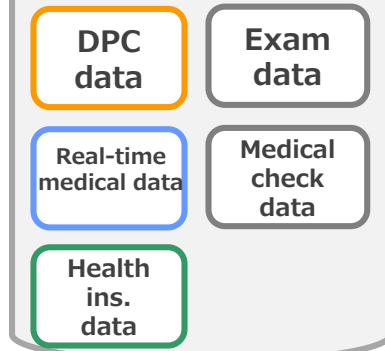 DPC
data
Exam
data
Real-time
medical data
Medical
check
data
Health
ins.
data